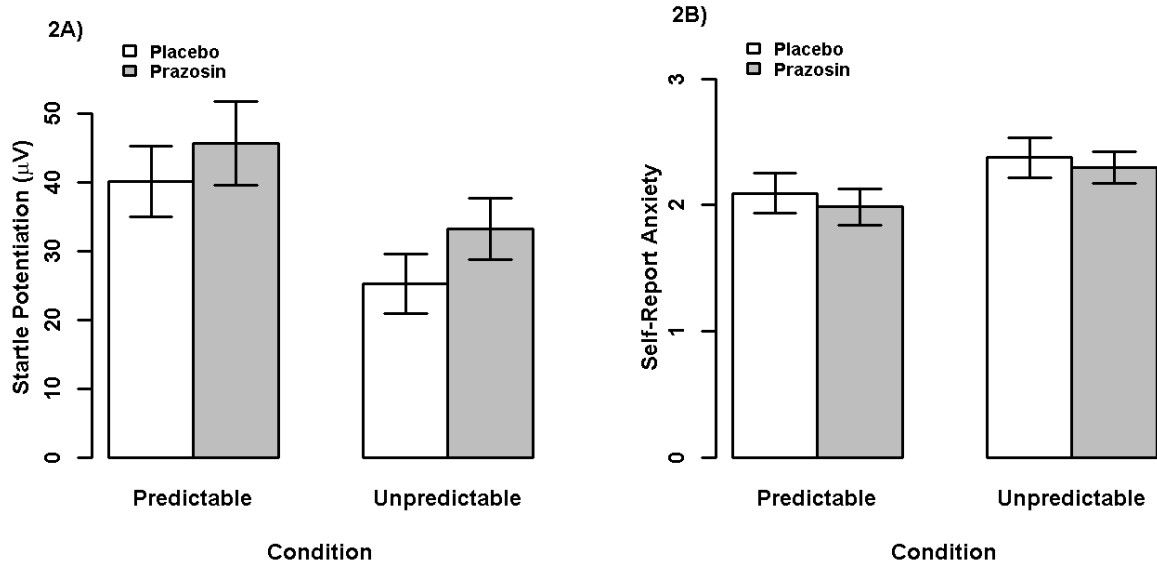 2A)
Placebo
Prazosin
Startle Potentiation (µV)
50
40
30
20
10
0
Predictable
Unpredictable
Condition
2B)
Placebo
Prazosin
Self-Report Anxiety
3
2
1
0
Predictable
Unpredictable
Condition